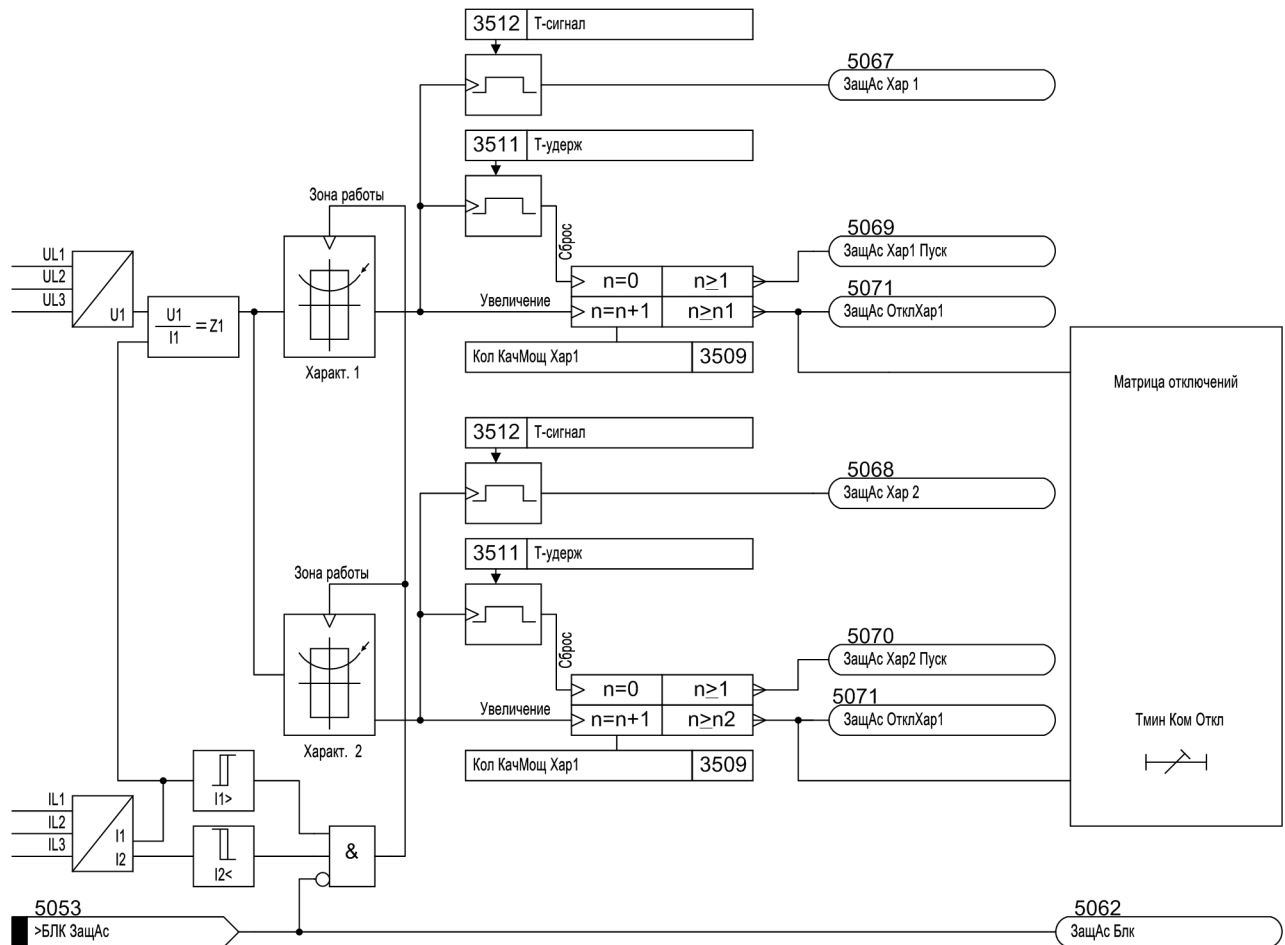 3512 Т-сигнал
5067
ЗащАс Хар 1
3511 Т-удерж
Зона работы
Сброс
UL1
UL2
UL3
U1
U1
I1
= Z1
Характ. 1
Увеличение
n=0 n≥1
n=n+1 n≥n1
5069
ЗащАс Хар1 Пуск
5071
ЗащАс ОтклХар1
Кол КачМощ Хар1 3509
Матрица отключений
3512 Т-сигнал
5068
ЗащАс Хар 2
3511 Т-удерж
Зона работы
Сброс
Характ. 2
Увеличение
n=0 n≥1
n=n+1 n≥n2
5070
ЗащАс Хар2 Пуск
5071
ЗащАс ОтклХар1
Кол КачМощ Хар1 3509
Тмин Ком Откл
IL1
IL2
IL3
I1
I2
I1>
I2<
&
5053
>БЛК ЗащАс
5062
ЗащАс Блк